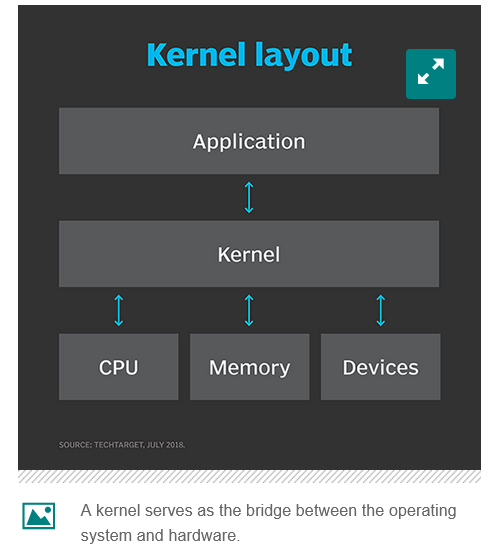 Kernel layout
Application
Kernel
CPU
Memory
Devices
SOURCE: TECHTARGET, JULY 2018.
A kernel serves as the bridge between the operating
system and hardware.